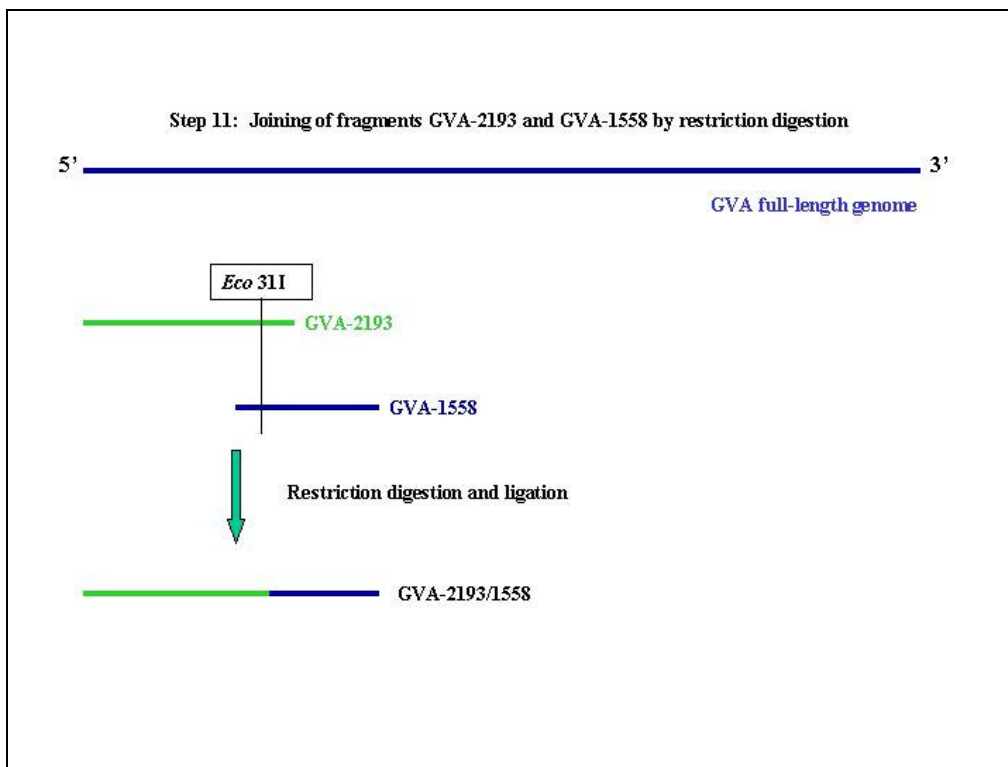 Step 11: Joining of fragments GVA-2193 and GVA-1558 by restriction digestion
5’ 3’
GVA full-length genome
Eco 31I
GVA-2193
GVA-1558
Restriction digestion and ligation
GVA-2193/1558